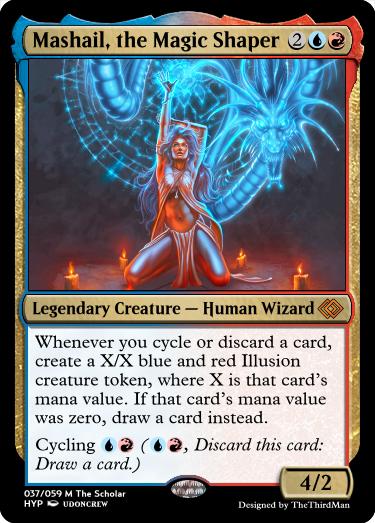 Mashail, the Magic Shaper 2
Legendary Creature — Human Wizard
Whenever you cycle or discard a card,
create a X/X blue and red Illusion
creature token, where X is that card's
mana value. If that card's mana value
was zero, draw a card instead.
Cycling ( , Discard this card:
Draw a card.)
4/2
037/059 M The Scholar
HYP UDONCREW
Designed by TheThirdMan